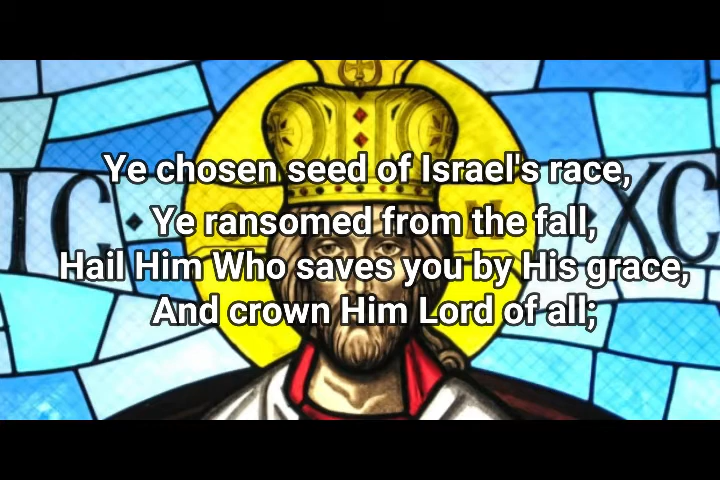 Ye chosen seed of Israel's race,
Ye ransomed from the fall,
Hail Him Who saves you by His grace,
And crown Him Lord of all;
IC XC